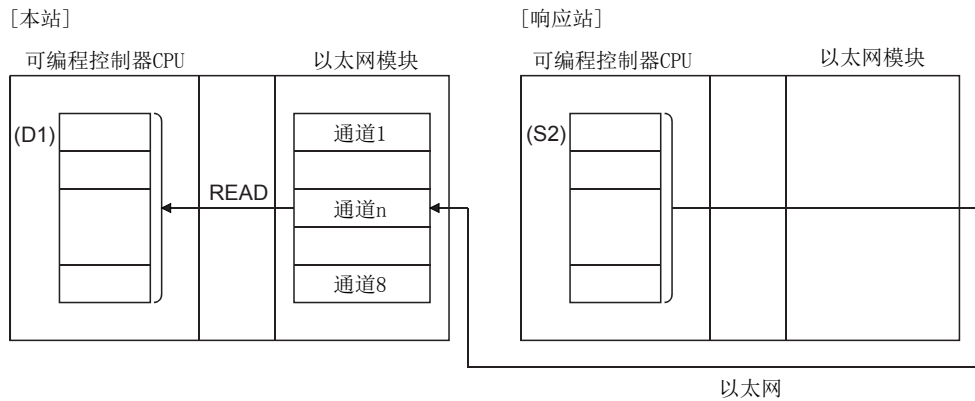 [本站]
[响应站]
可编程控制器CPU
以太网模块
可编程控制器CPU
以太网模块
(D1)
通道1
(S2)
READ
通道n
通道8
以太网